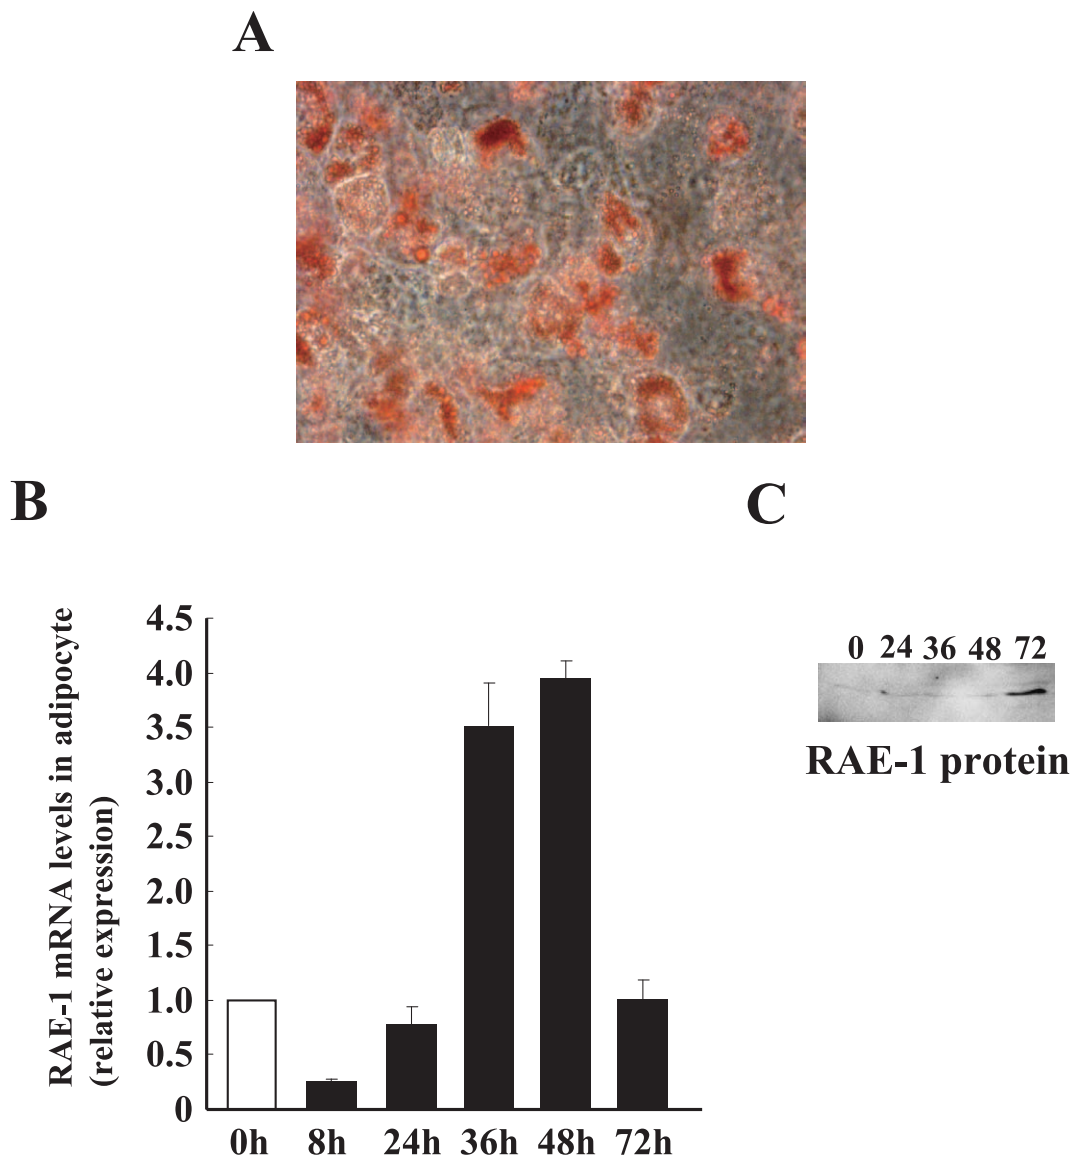 A
B
C
RAE-1 mRNA levels in adipocyte
(relative expression)
4.5
4.0
3.5
3.0
2.5
2.0
1.5
1.0
0.5
0
0h 8h 24h 36h 48h 72h
0 24 36 48 72
RAE-1 protein